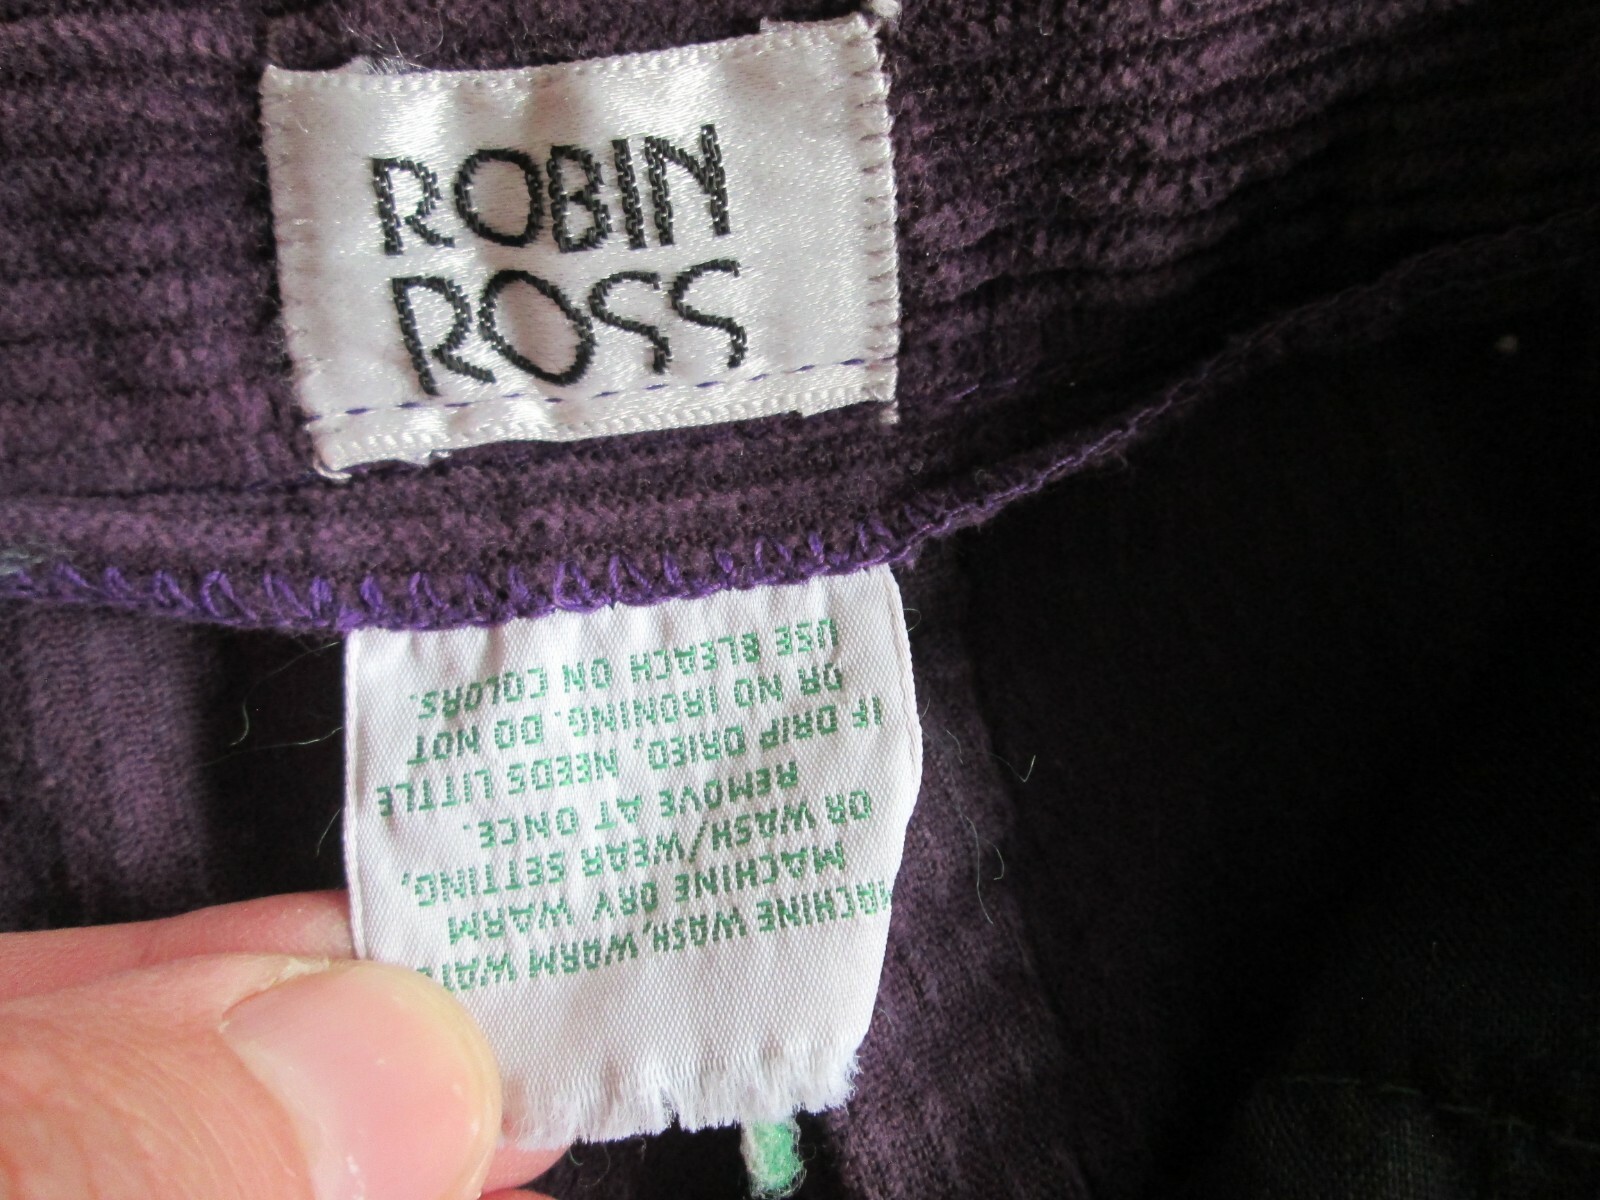 ROBIN
ROSS
MACHINE WASH, WARM
MACHINE DRY WARM
OR WASH/WEAR SETTING,
REMOVE AT ONCE.
IF DRIP DRIED, NEEDS LITTLE
OR NO IRONING. DO NOT
USE BLEACH ON COLORS.